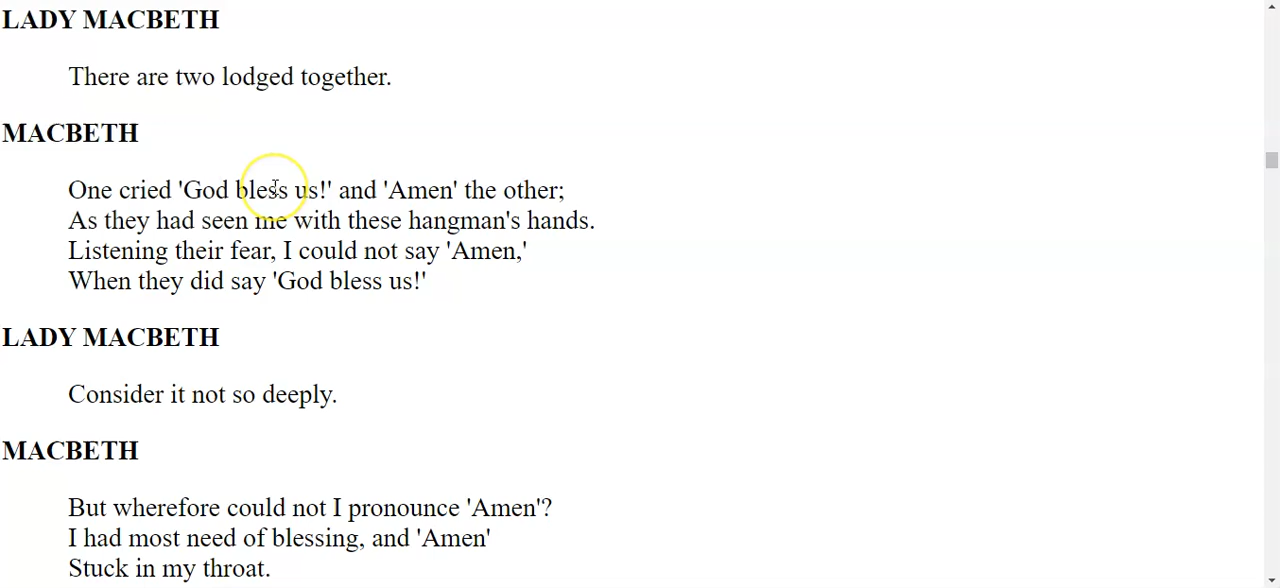 LADY MACBETH
There are two lodged together.
MACBETH
One cried 'God bless us!' and 'Amen' the other;
As they had seen me with these hangman's hands.
Listening their fear, I could not say 'Amen,'
When they did say 'God bless us!'
LADY MACBETH
Consider it not so deeply.
MACBETH
But wherefore could not I pronounce 'Amen'?
I had most need of blessing, and 'Amen'
Stuck in my throat.